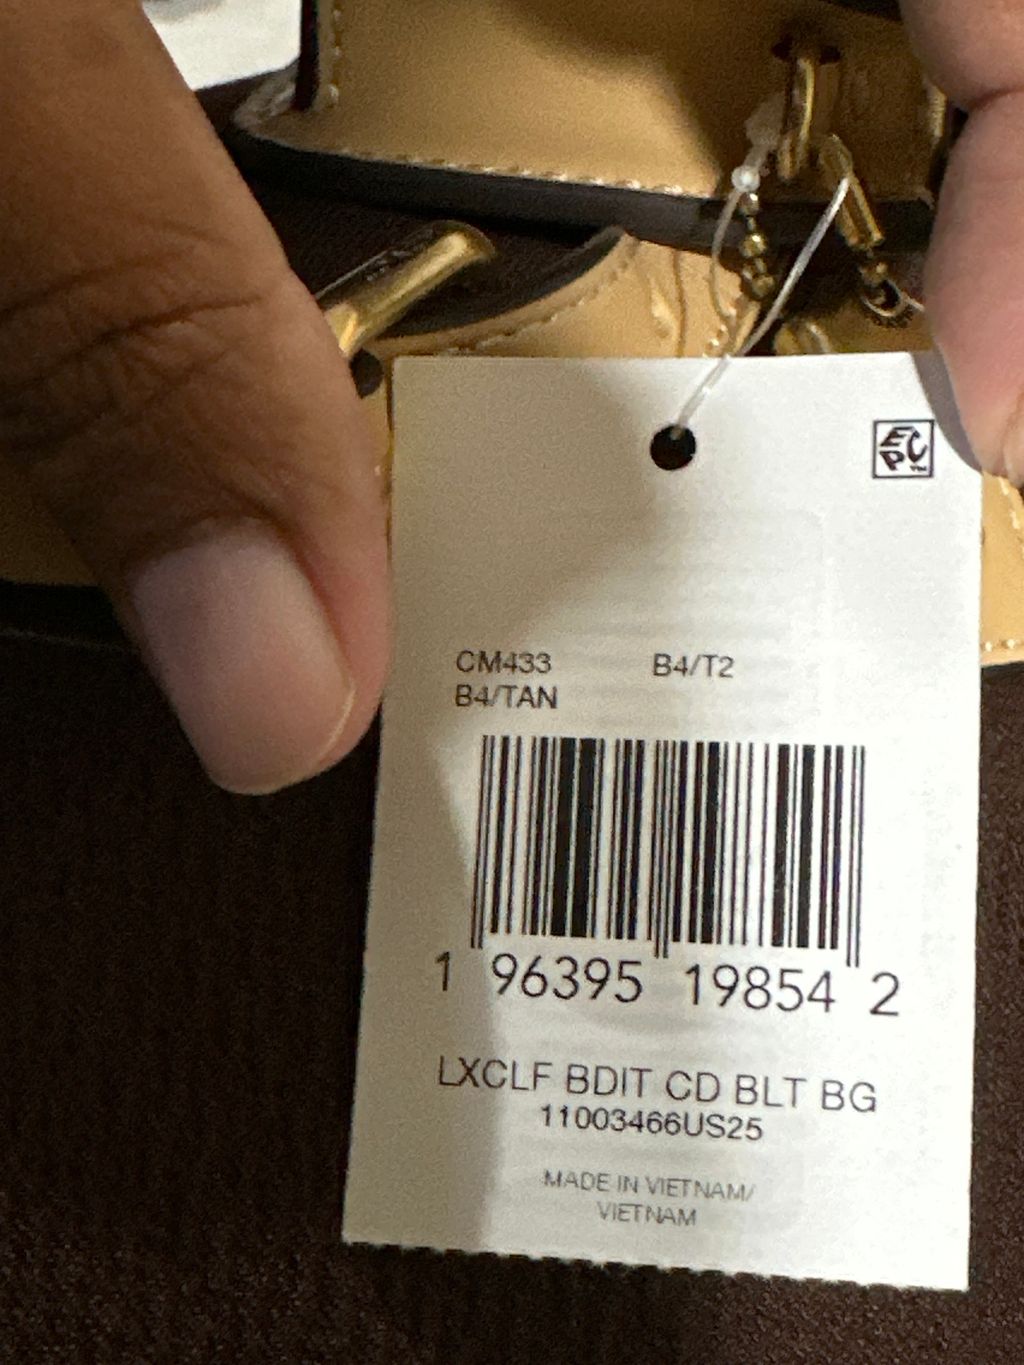 EPC™
CM433 B4/T2
B4/TAN
1 96395 19854 2
LXCLF BDIT CD BLT BG
11003466US25
MADE IN VIETNAM/
VIETNAM